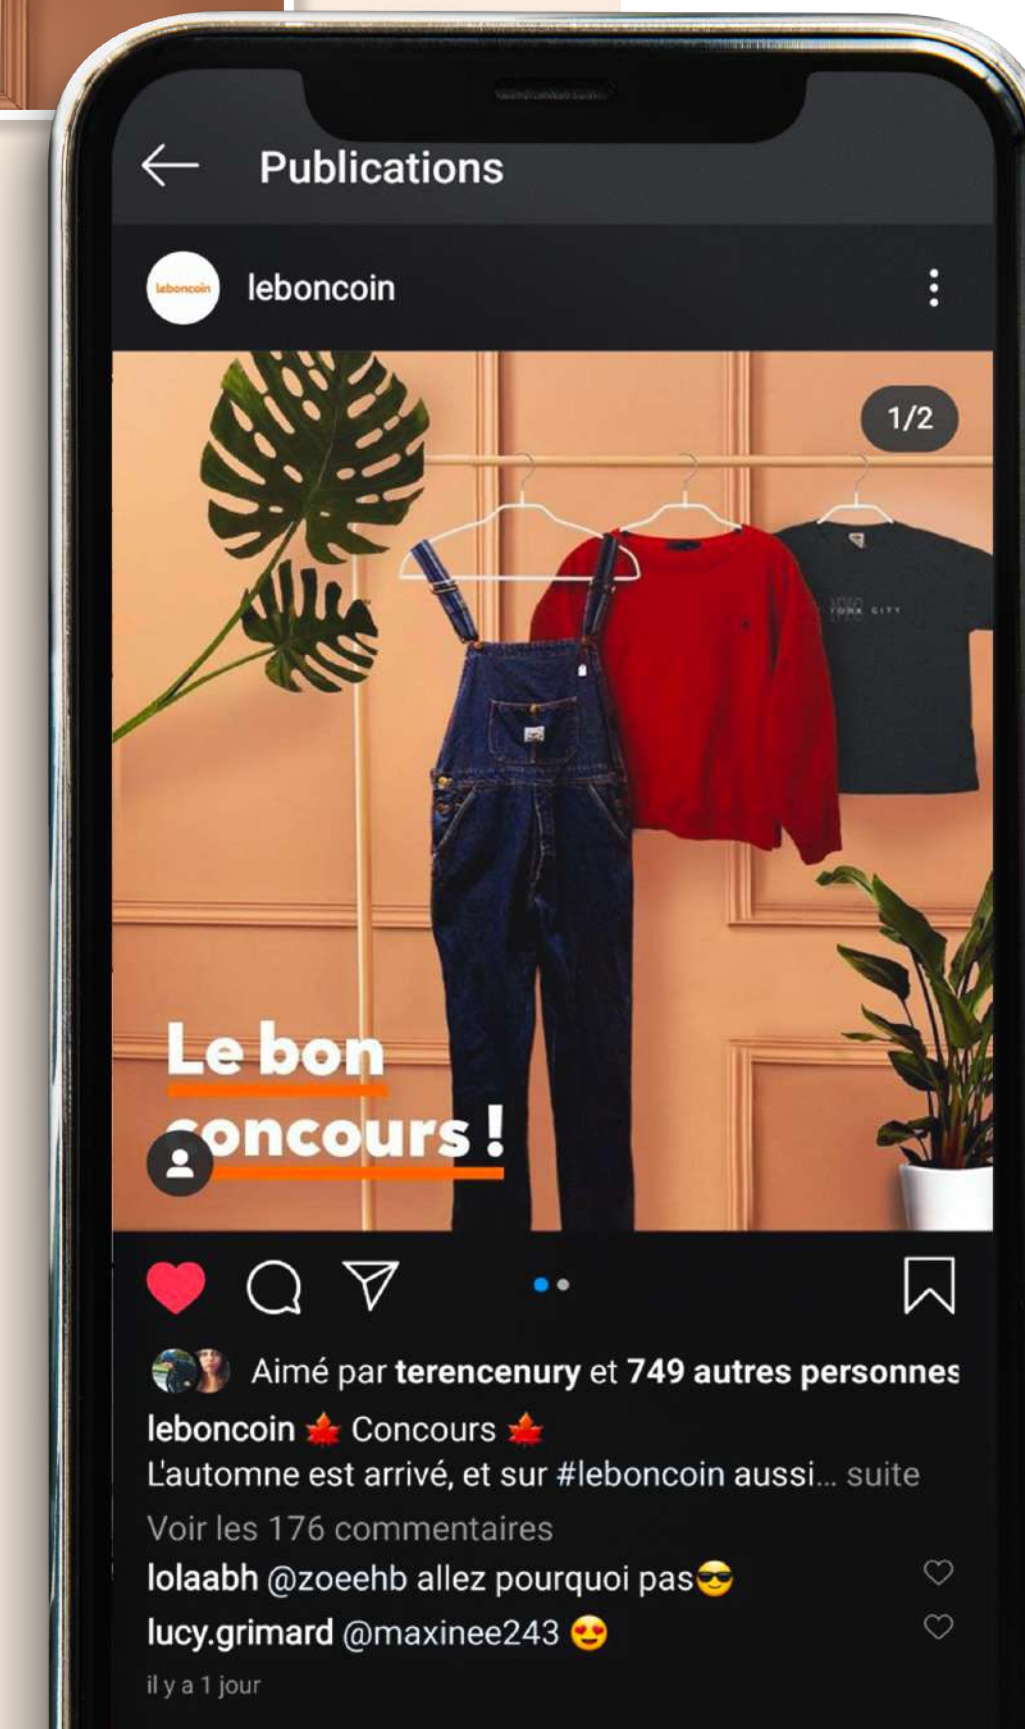 Publications
leboncoin
leboncoin
1/2
YORK CITY
Le bon
concours !
Aimé par terencenury et 749 autres personnes
leboncoin 🍁 Concours 🍁
L'automne est arrivé, et sur #leboncoin aussi... suite
Voir les 176 commentaires
lolaabh @zoeehb allez pourquoi pas😎
lucy.grimard @maxinee243 😍
il y a 1 jour